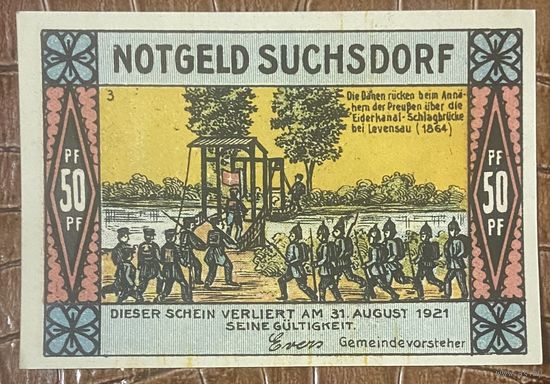 NOTGELD SUCHSDORF
3
Die Dänen rücken beim Annä-
hern der Preußen über die
Eiderkanal-Schlagbrücke
bei Levensau (1864)
PF
50
PF
PF
50
PF
DIESER SCHEIN VERLIERT AM 31. AUGUST 1921
SEINE GÜLTIGKEIT.
Evers Gemeindevorsteher